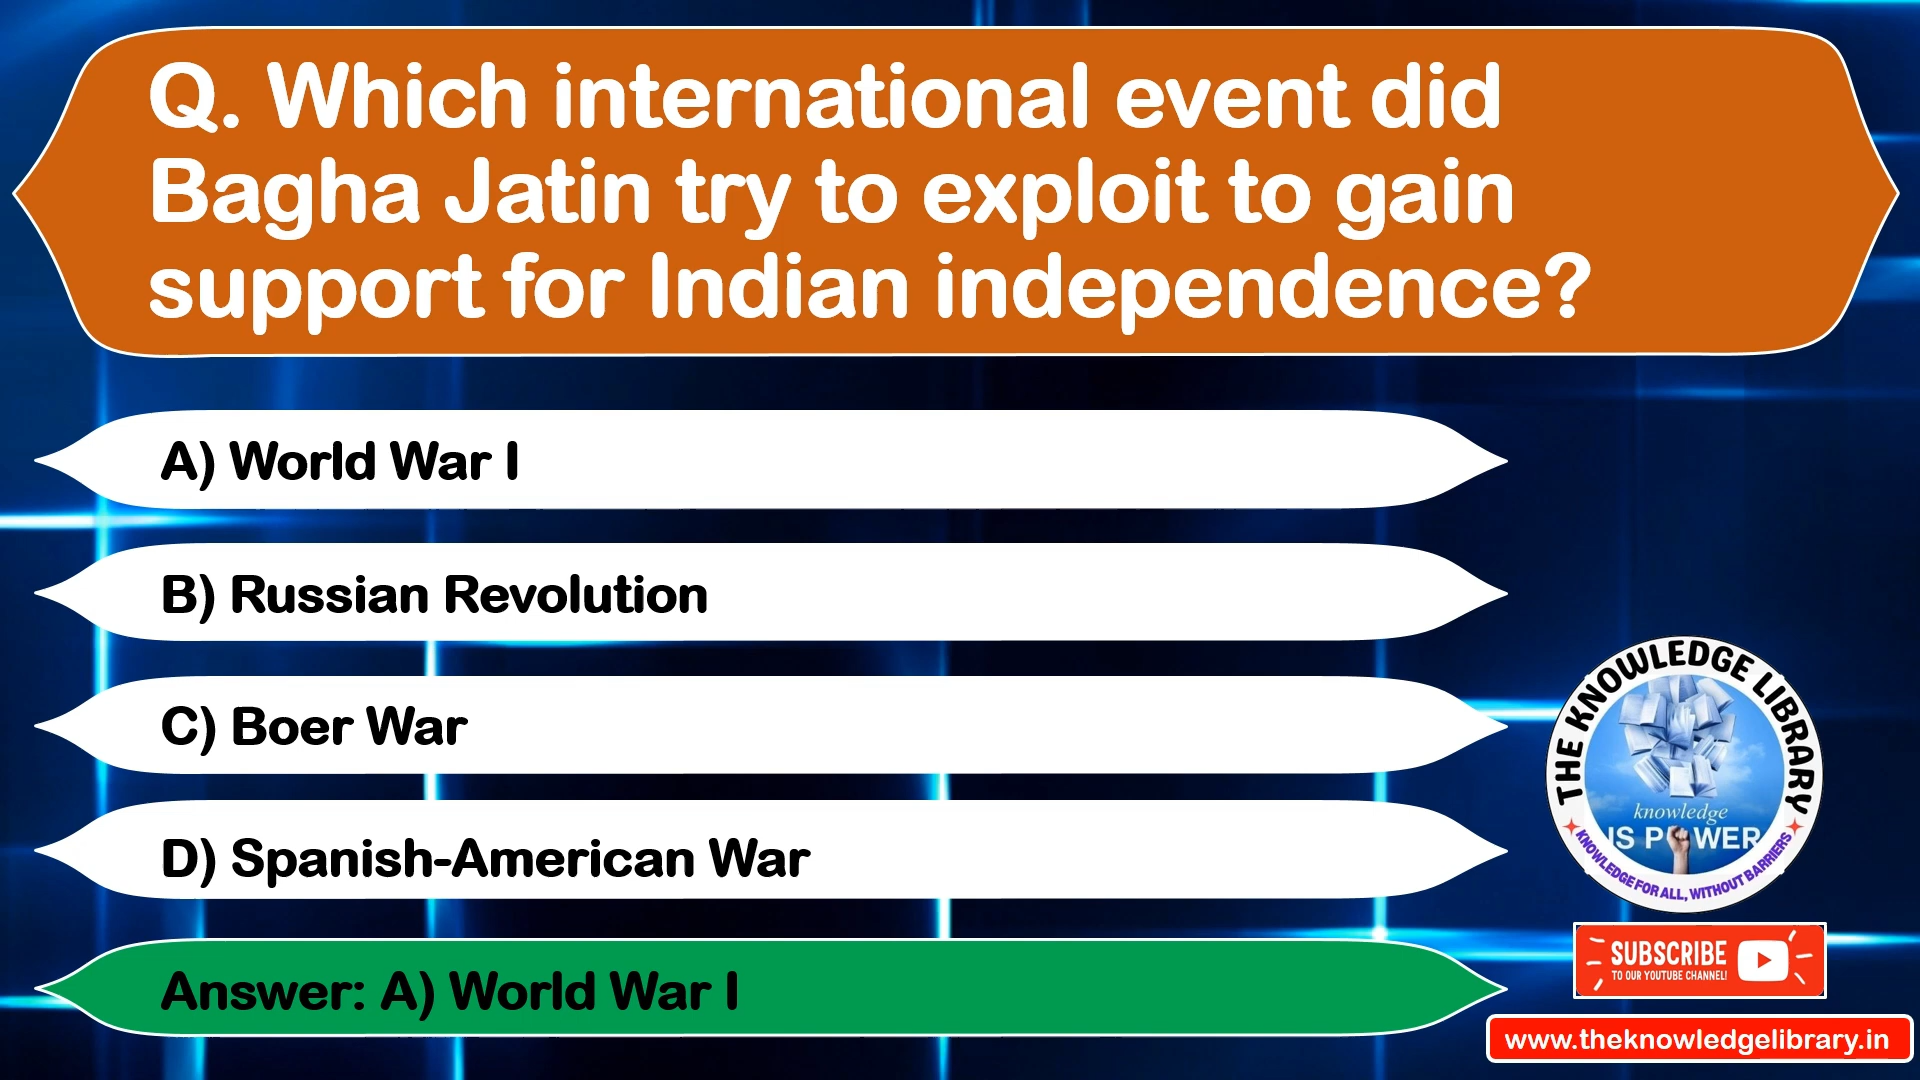 Q. Which international event did
Bagha Jatin try to exploit to gain
support for Indian independence?
A) World War I
B) Russian Revolution
C) Boer War
D) Spanish-American War
Answer: A) World War I
THE KNOWLEDGE LIBRARY
knowledge
IS POWER
KNOWLEDGE FOR ALL, WITHOUT BARRIERS
SUBSCRIBE
TO OUR YOUTUBE CHANNEL!
www.theknowledgelibrary.in